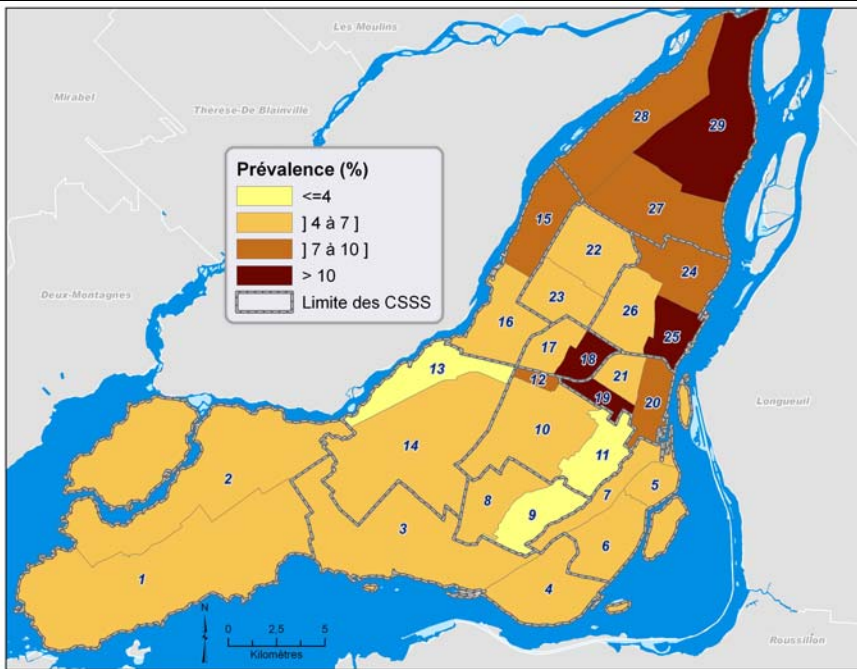 Les Moulins
Mirabel
Thérèse-De Blainville
Prévalence (%)
<=4
] 4 à 7 ]
] 7 à 10 ]
> 10
Limite des CSSS
Deux-Montagnes
Longueuil
Roussillon
28
29
15
27
22
24
23
26
16
25
17
18
13
12
21
19
20
10
14
11
2
8
7
5
9
3
6
1
4
N
0 2,5 5
Kilomètres